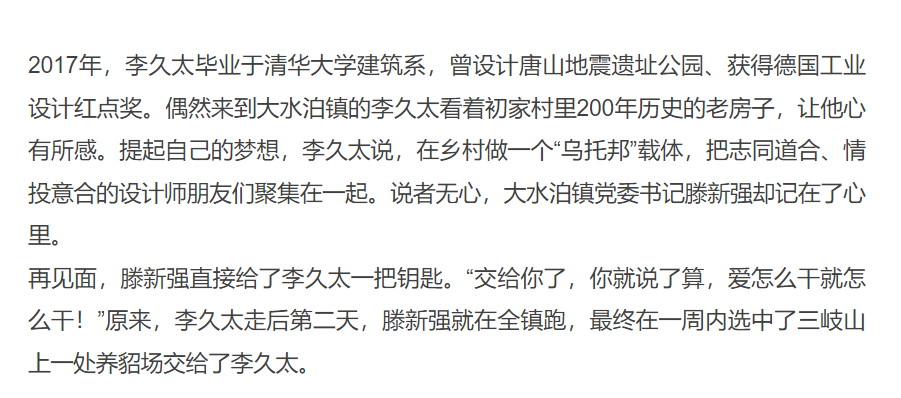 2017年，李久太毕业于清华大学建筑系，曾设计唐山地震遗址公园、获得德国工业
设计红点奖。偶然来到大水泊镇的李久太看着初家村里200年历史的老房子，让他心
有所感。提起自己的梦想，李久太说，在乡村做一个“乌托邦”载体，把志同道合、情
投意合的设计师朋友们聚集在一起。说者无心，大水泊镇党委书记滕新强却记在了心
里。
再见面，滕新强直接给了李久太一把钥匙。“交给你了，你就说了算，爱怎么干就怎
么干！”原来，李久太走后第二天，滕新强就在全镇跑，最终在一周内选中了三岐山
上一处养貂场交给了李久太。